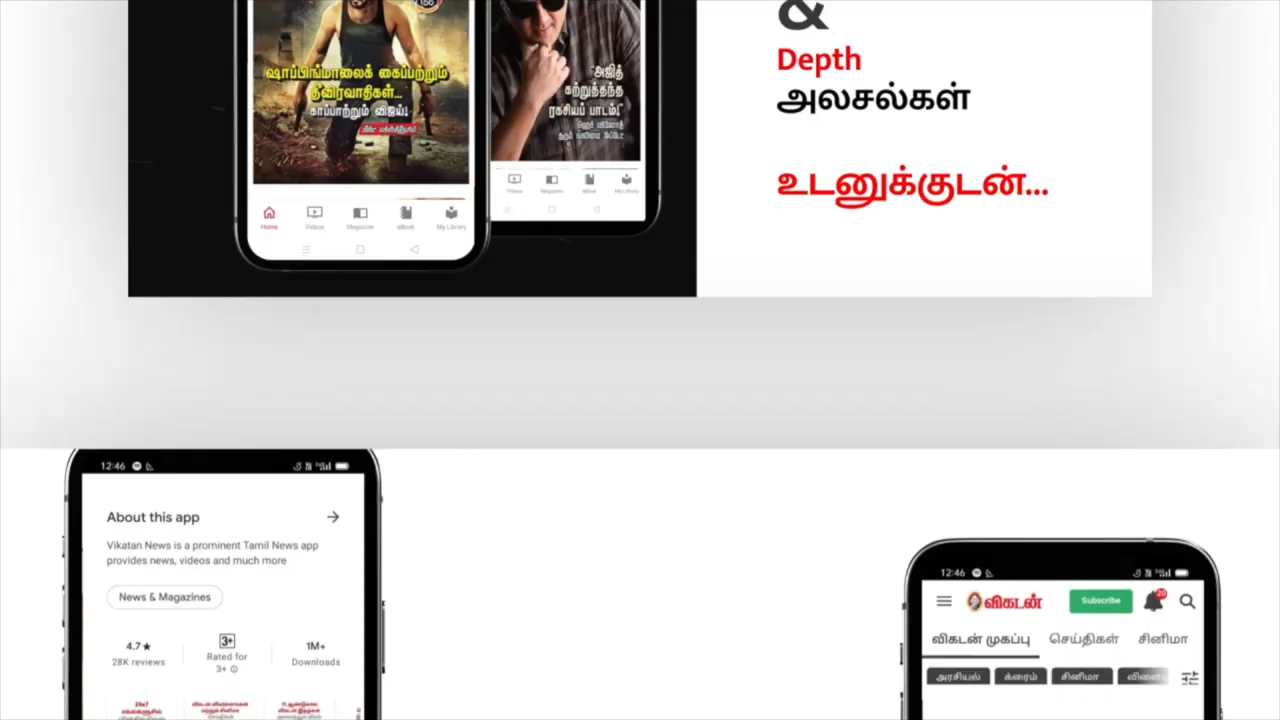 ஷாப்பிங்மாலைக் கைப்பற்றும்
தீவிரவாதிகள்...
காப்பாற்றும் விஜய்!
"அஜித்
கற்றுத்தந்த
ரகசியப் பாடம்!"
Home
Videos
Magazine
eBook
My Library
Videos
Magazine
eBook
My Library
&
Depth
அலசல்கள்
உடனுக்குடன்...
12:46
About this app
Vikatan News is a prominent Tamil News app
provides news, videos and much more
News & Magazines
4.7★
28K reviews
3+
Rated for
3+
1M+
Downloads
24x7
12:46
விகடன்
Subscribe
20
விகடன் முகப்பு
செய்திகள்
சினிமா
அரசியல்
க்ரைம்
சினிமா